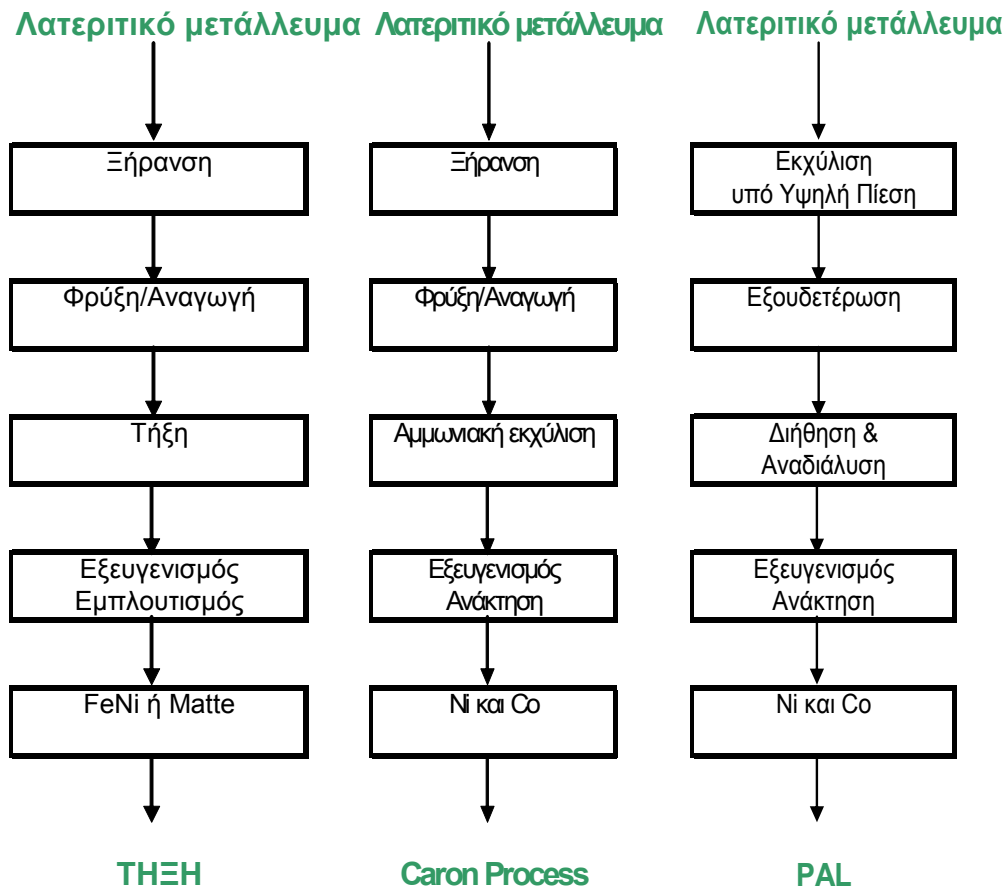 Λατεριτικό μετάλλευμα
Ξήρανση
Φρύξη/Αναγωγή
Τήξη
Εξευγενισμός
Εμπλουτισμός
FeNi ή Matte
ΤΗΞΗ
Λατεριτικό μετάλλευμα
Ξήρανση
Φρύξη/Αναγωγή
Αμμωνιακή εκχύλιση
Εξευγενισμός
Ανάκτηση
Ni και Co
Caron Process
Λατεριτικό μετάλλευμα
Εκχύλιση
υπό Υψηλή Πίεση
Εξουδετέρωση
Διήθηση &
Αναδιάλυση
Εξευγενισμός
Ανάκτηση
Ni και Co
PAL